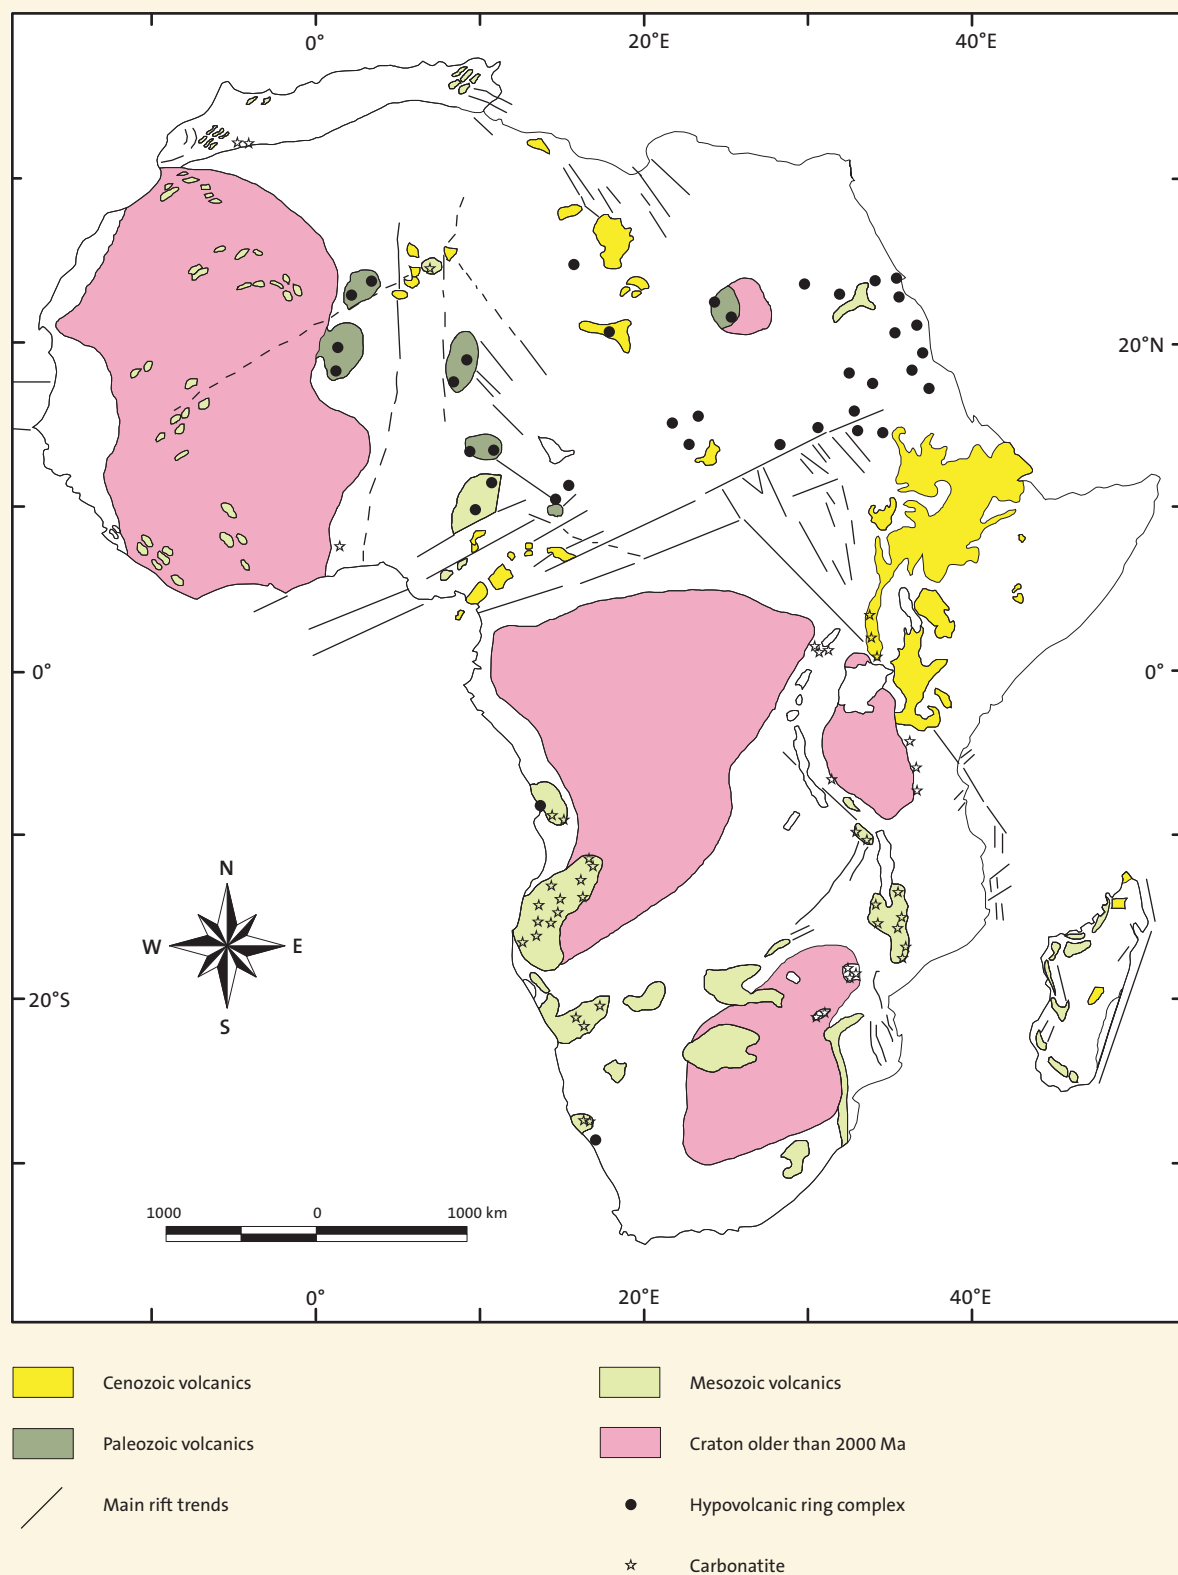 0°
20°E
40°E
20°N
0°
0°
N
W
E
S
20°S
1000
0
1000 km
0°
20°E
40°E
Cenozoic volcanics
Mesozoic volcanics
Paleozoic volcanics
Craton older than 2000 Ma
Main rift trends
Hypovolcanic ring complex
Carbonatite